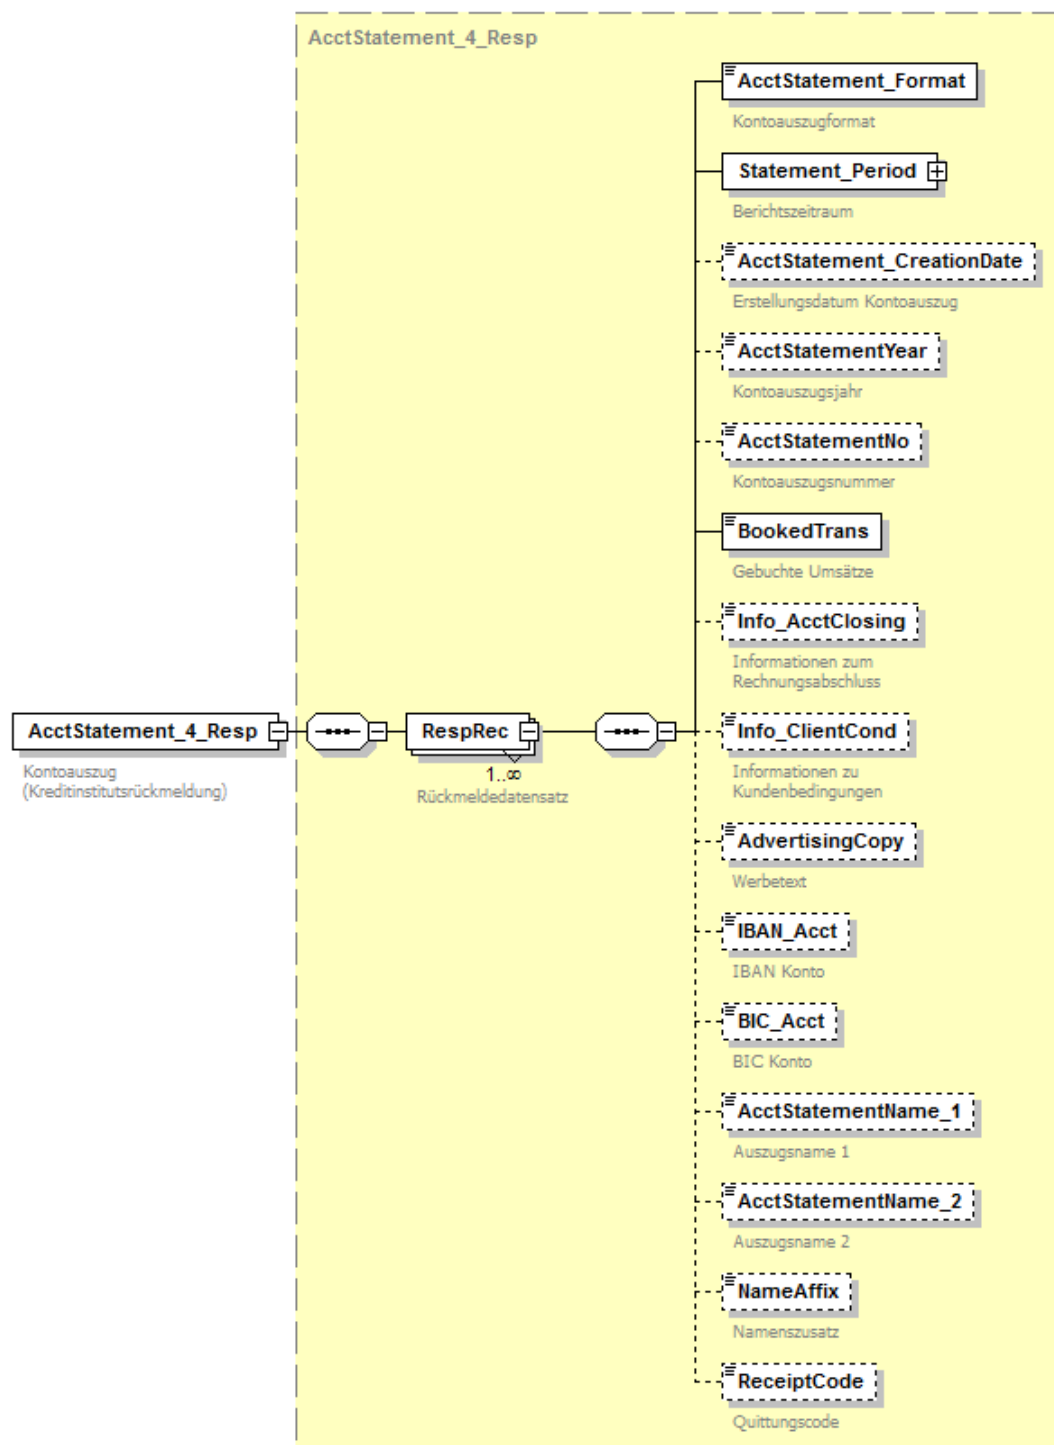 AcctStatement_4_Resp
AcctStatement_Format
Kontoauszugformat
Statement_Period
Berichtszeitraum
AcctStatement_CreationDate
Erstellungsdatum Kontoauszug
AcctStatementYear
Kontoauszugsjahr
AcctStatementNo
Kontoauszugsnummer
BookedTrans
Gebuchte Umsätze
Info_AcctClosing
Informationen zum
Rechnungsabschluss
AcctStatement_4_Resp
Kontoauszug
(Kreditinstitutsrückmeldung)
RespRec
1..∞
Rückmeldedatensatz
Info_ClientCond
Informationen zu
Kundenbedingungen
AdvertisingCopy
Werbetext
IBAN_Acct
IBAN Konto
BIC_Acct
BIC Konto
AcctStatementName_1
Auszugsname 1
AcctStatementName_2
Auszugsname 2
NameAffix
Namenszusatz
ReceiptCode
Quittungscode